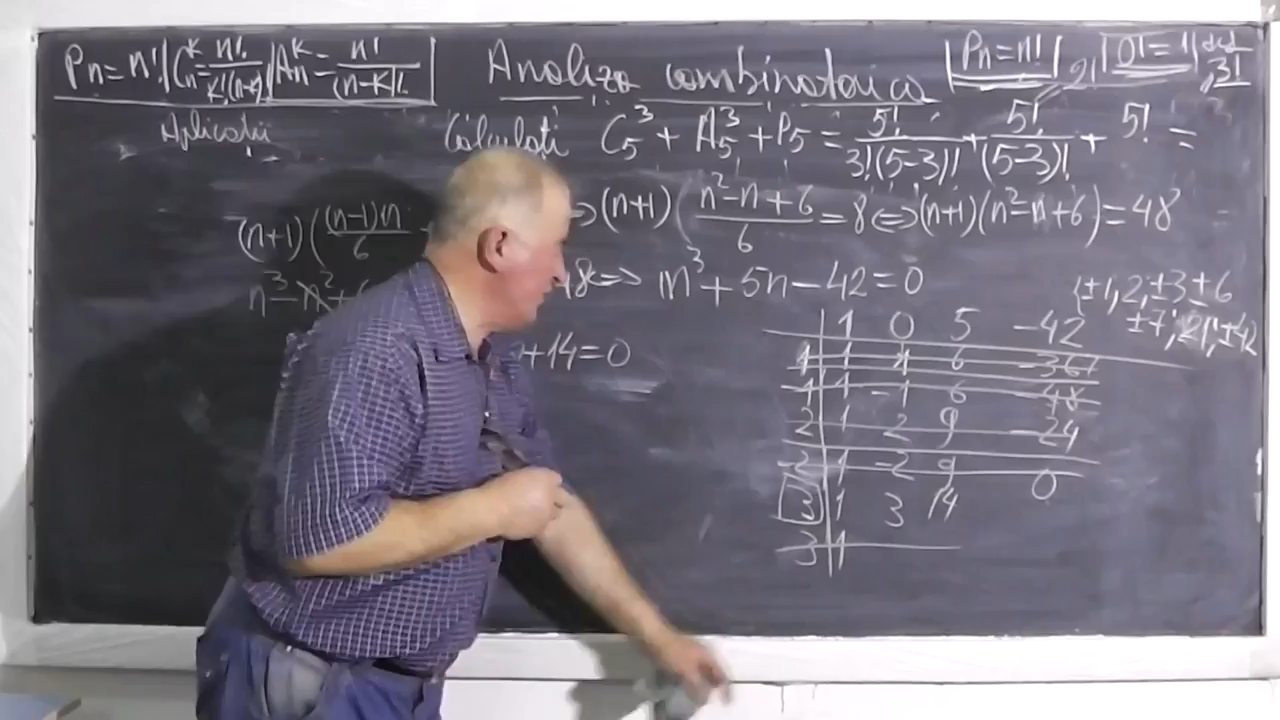 Pn = n! | C_n^k = n!/(k!(n-k)!) | A_n^k = n!/(n-k)! | Analiza combinatorica | Pn = n! | 0! = 1 |
Aplicatii Calculati C_5^3 + A_5^3 + P_5 = 5!/(3!(5-3)!) + 5!/(5-3)! + 5! =
(n+1)((n-1)n/6 ⇒ (n+1)(n²-n+6/6 = 8 ⇔ (n+1)(n²-n+6) = 48
n³-n²+ 48 ⇔ n³+5n-42=0
±1, 2, ±3 ±6
±7; 21; ±42
+14=0
1 0 5 -42
1 1 1 6 -36
-1 1 -1 6 -48
2 1 2 9 -24
-2 1 -2 9
3 1 3 14 0
3 1